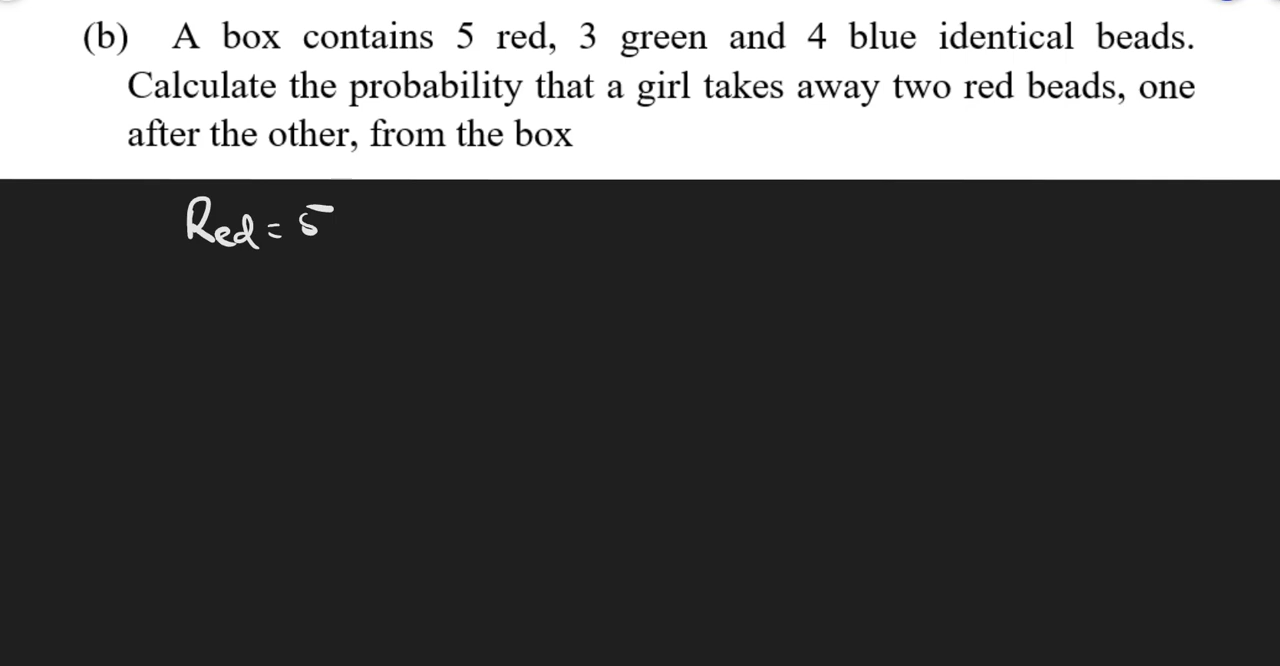 (b) A box contains 5 red, 3 green and 4 blue identical beads.
Calculate the probability that a girl takes away two red beads, one
after the other, from the box
Red = 5